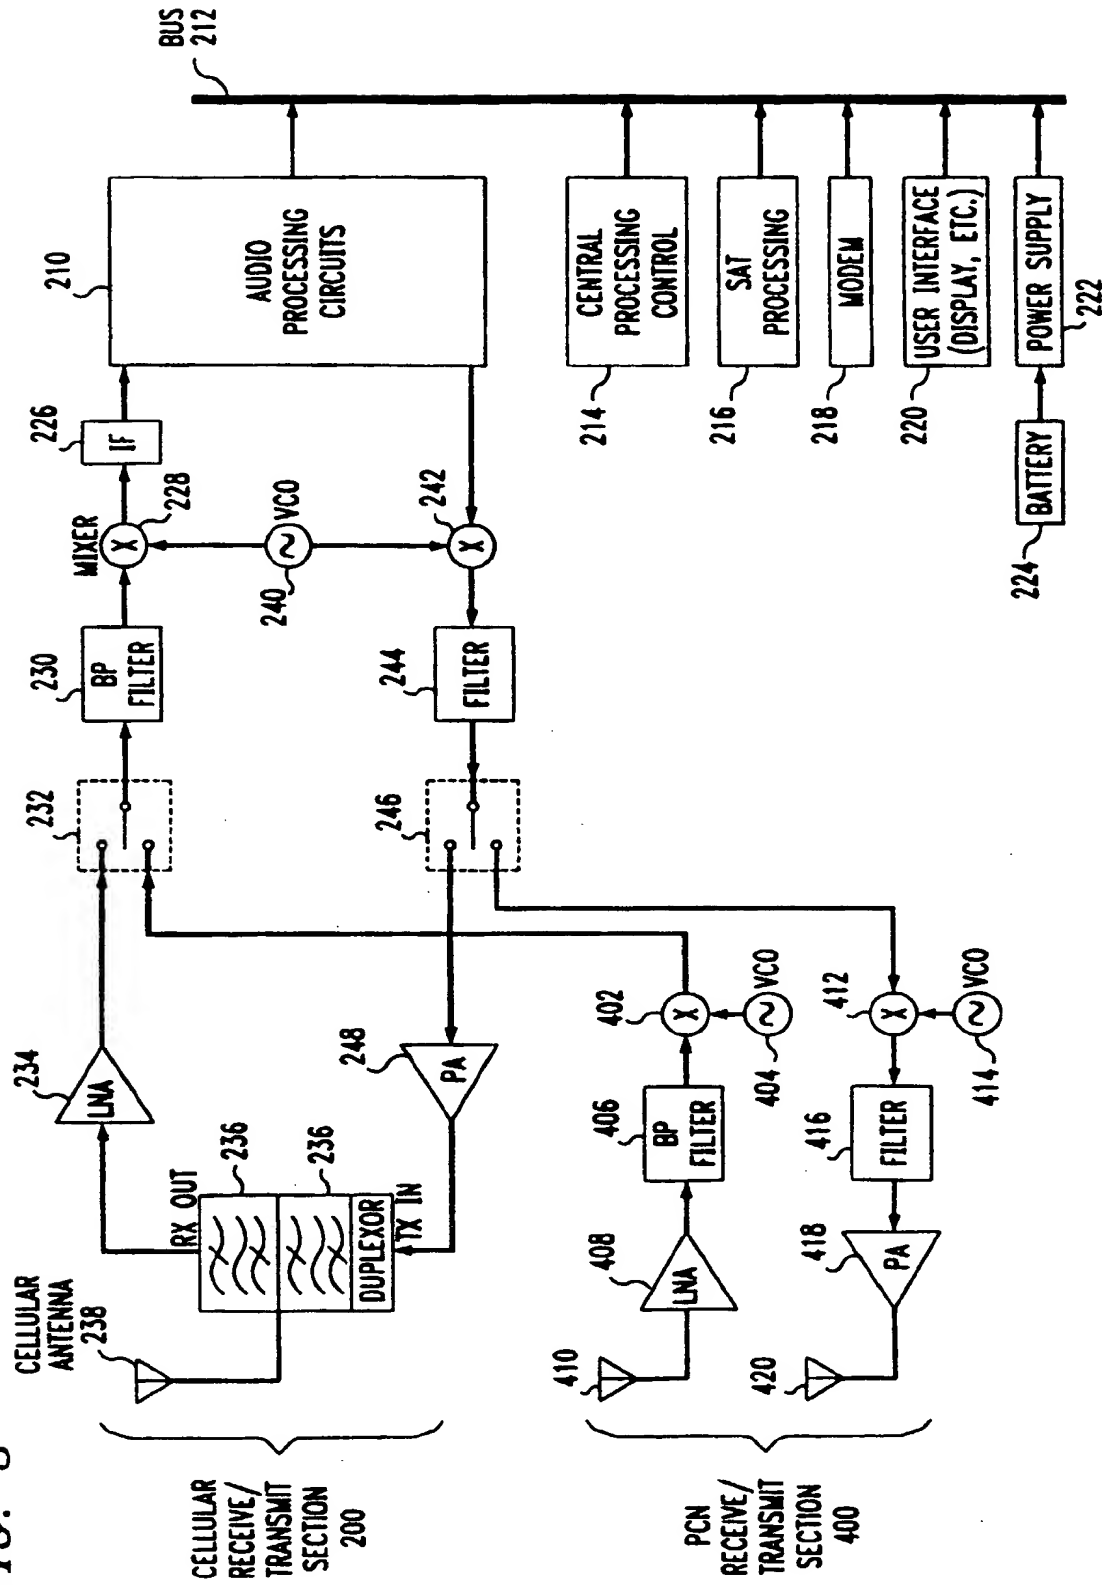 CELLULAR
ANTENNA
238
RX OUT
236
236
DUPLEXOR
TX IN
234
LNA
248
PA
232
246
230
BP
FILTER
244
FILTER
MIXER
X
228
VCO
240
242
X
226
IF
210
AUDIO
PROCESSING
CIRCUITS
BUS
212
CENTRAL
PROCESSING
CONTROL
214
SAT
PROCESSING
216
MODEM
218
USER INTERFACE
(DISPLAY, ETC.)
220
POWER SUPPLY
222
BATTERY
224
CELLULAR
RECEIVE/
TRANSMIT
SECTION
200
PCN
RECEIVE/
TRANSMIT
SECTION
400
410
408
LNA
406
BP
FILTER
402
X
VCO
404
420
418
PA
416
FILTER
412
X
VCO
414